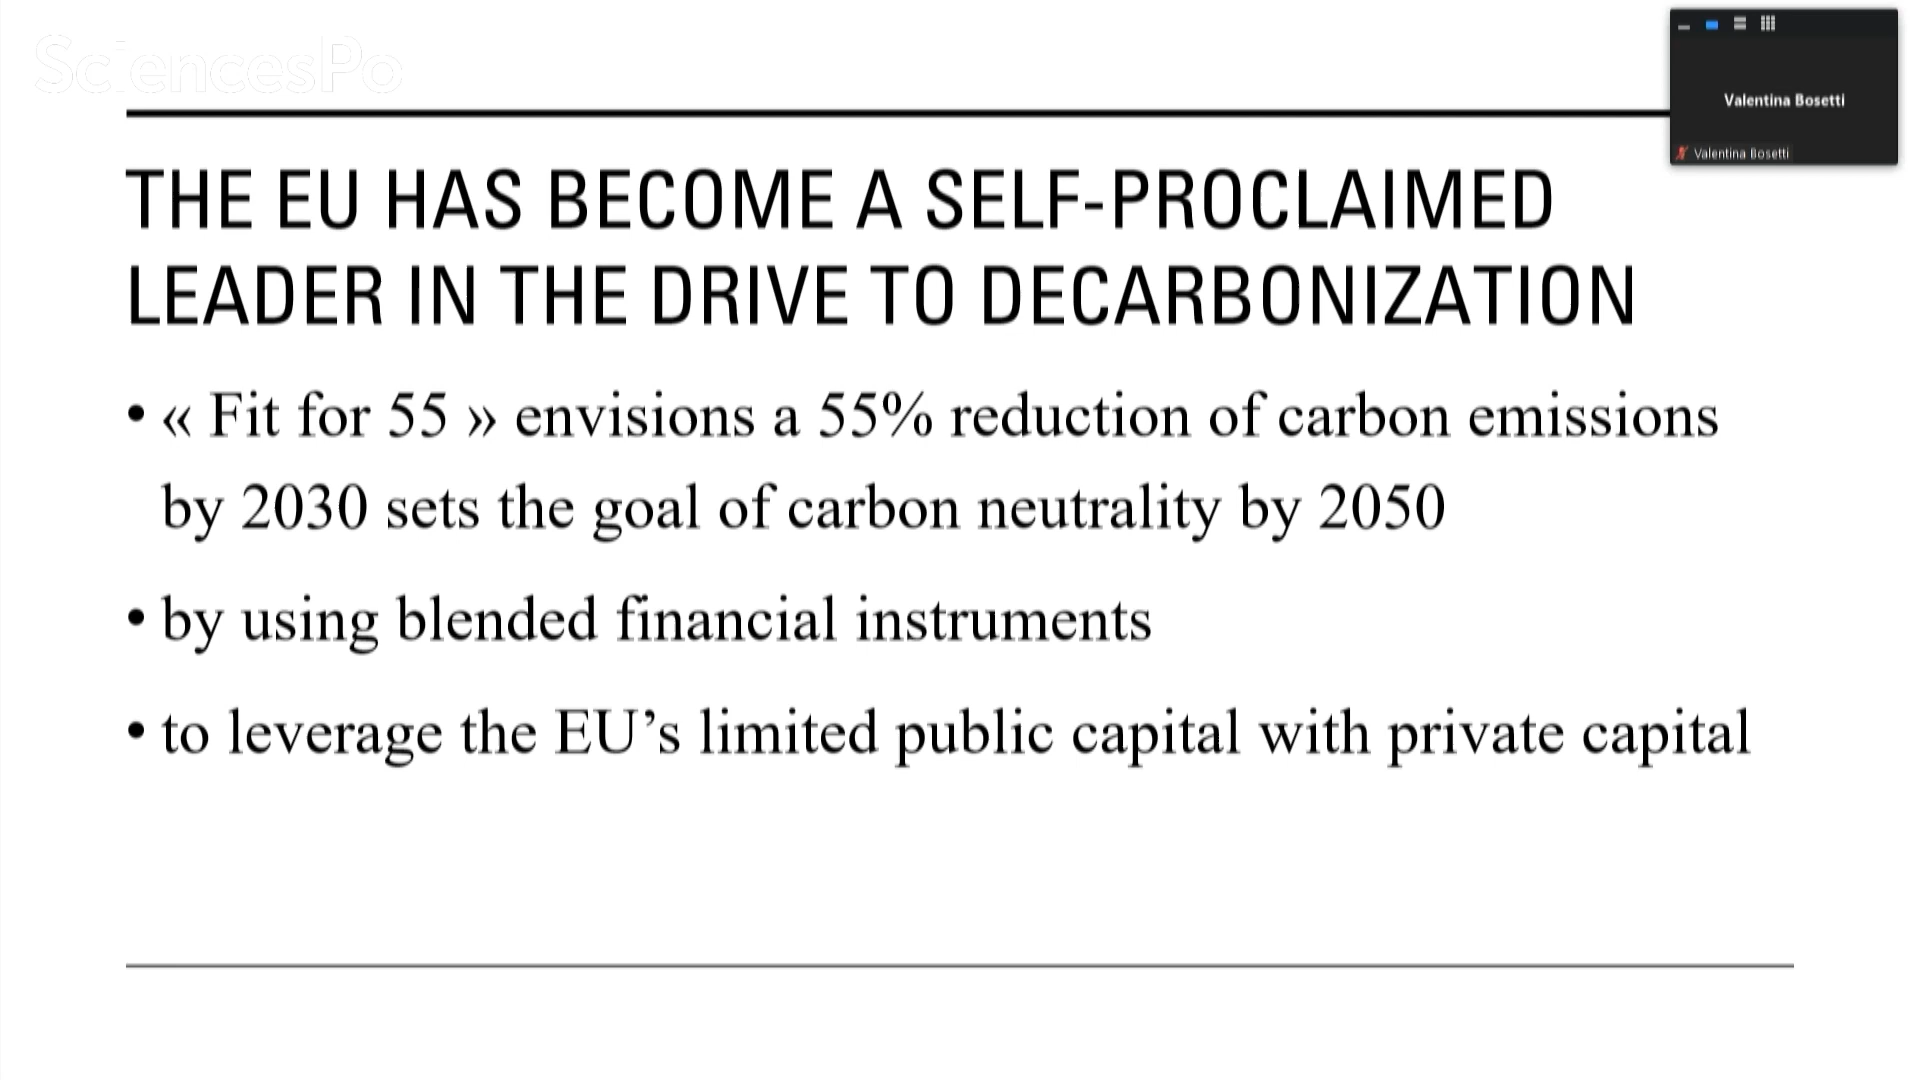 SciencesPo
Valentina Bosetti
Valentina Bosetti
THE EU HAS BECOME A SELF-PROCLAIMED
LEADER IN THE DRIVE TO DECARBONIZATION
• « Fit for 55 » envisions a 55% reduction of carbon emissions
by 2030 sets the goal of carbon neutrality by 2050
• by using blended financial instruments
• to leverage the EU’s limited public capital with private capital